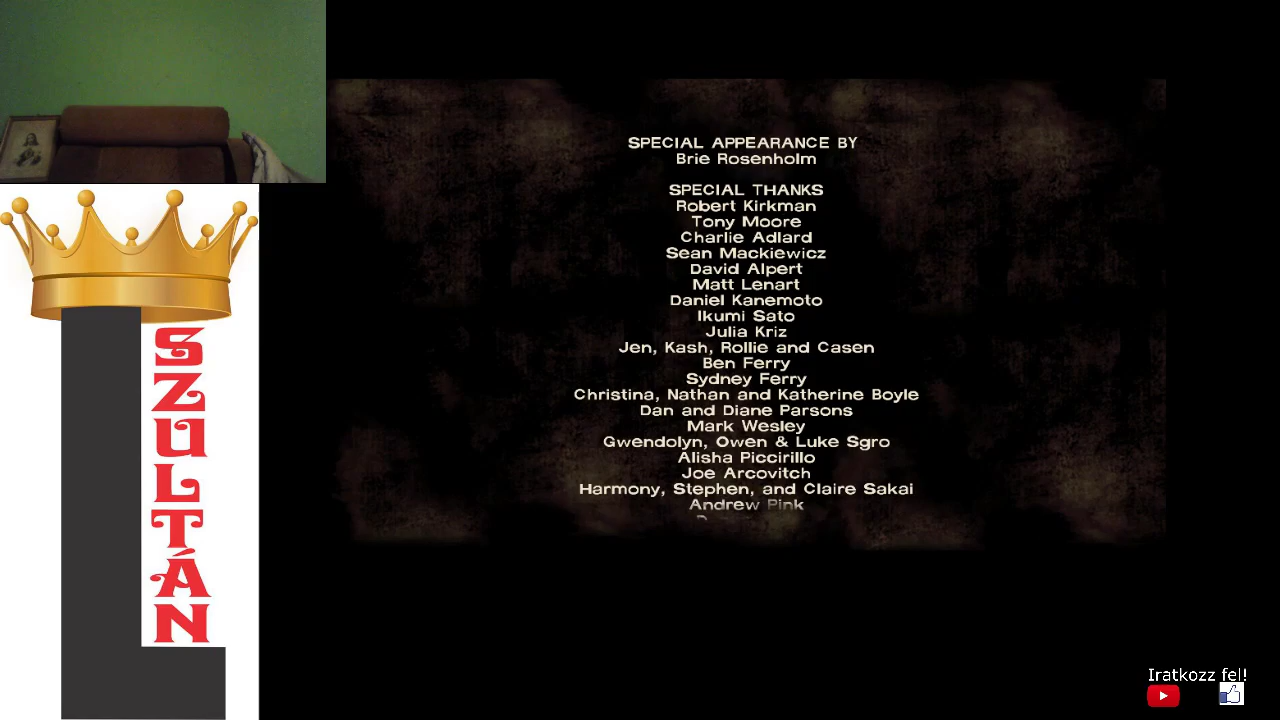 SPECIAL APPEARANCE BY
Brie Rosenholm
SPECIAL THANKS
Robert Kirkman
Tony Moore
Charlie Adlard
Sean Mackiewicz
David Alpert
Matt Lenart
Daniel Kanemoto
Ikumi Sato
Julia Kriz
Jen, Kash, Rollie and Casen
Ben Ferry
Sydney Ferry
Christina, Nathan and Katherine Boyle
Dan and Diane Parsons
Mark Wesley
Gwendolyn, Owen & Luke Sgro
Alisha Piccirillo
Joe Arcovitch
Harmony, Stephen, and Claire Sakai
Andrew Pink
L
SZULTÁN
Iratkozz fel!